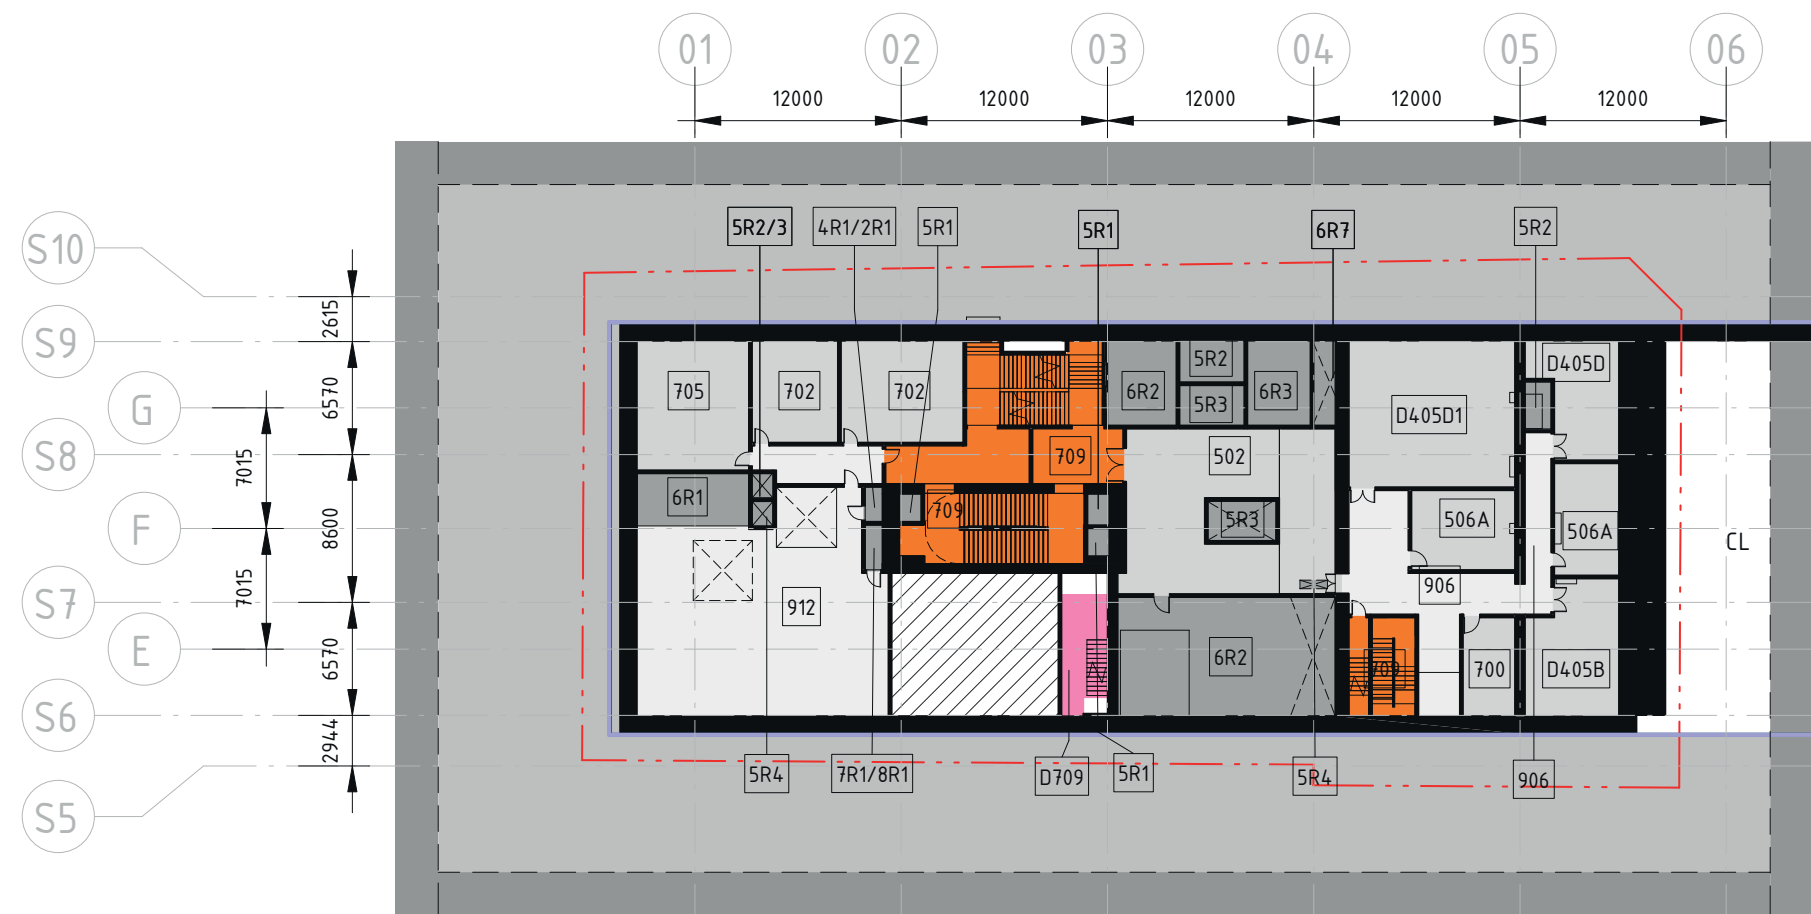 01 02 03 04 05 06
12000 12000 12000 12000 12000
S10
5R2/3 4R1/2R1 5R1 5R1 6R7 5R2
2615
S9
6570
705 702 702 6R2 5R2 5R3 6R3 D405D1 D405D
G
S8
709 502
7015
6R1
709 5R3 506A 506A
F
8600
CL
7015
906
S7
912
E
6570
6R2 709 700 D405B
S6
2944
5R4 7R1/8R1 D709 5R1 5R4 906
S5